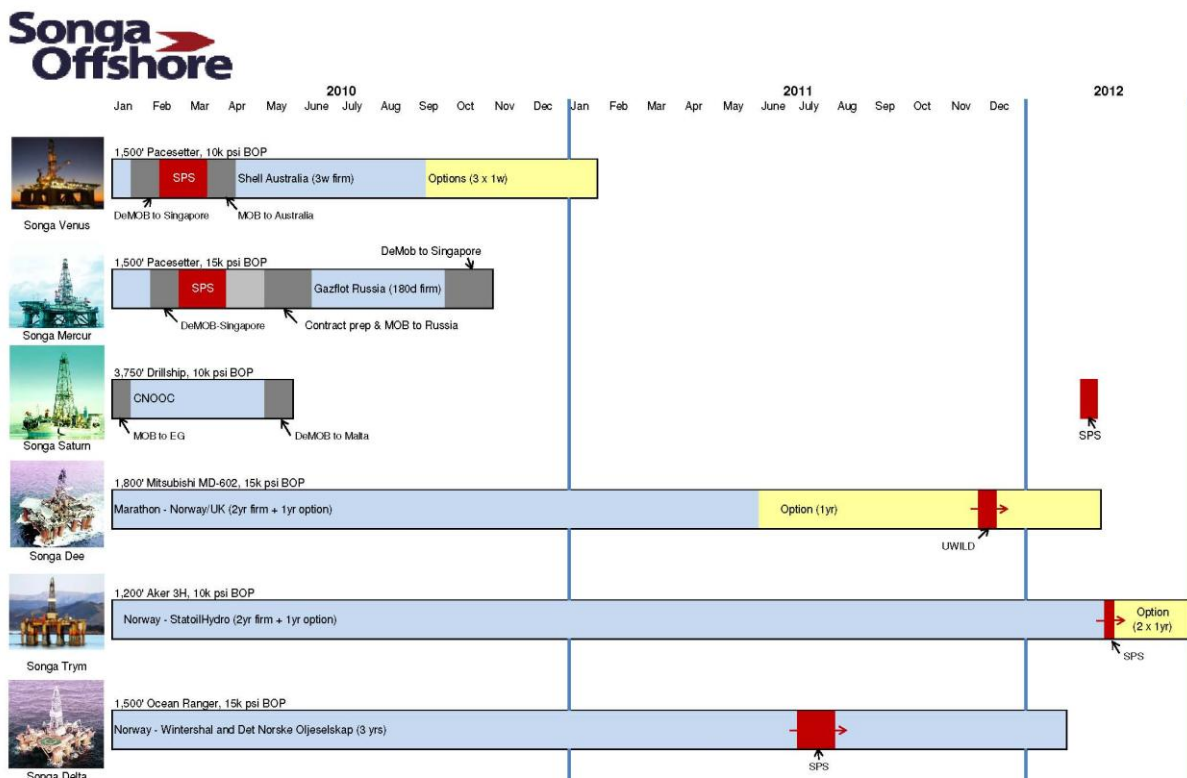 Songa
Offshore
2010 2011 2012
Jan Feb Mar Apr May June July Aug Sep Oct Nov Dec Jan Feb Mar Apr May June July Aug Sep Oct Nov Dec
1,500' Pacesetter, 10k psi BOP
SPS Shell Australia (3w firm) Options (3 x 1w)
DeMOB to Singapore MOB to Australia
Songa Venus
DeMob to Singapore
1,500' Pacesetter, 15k psi BOP
SPS Gazflot Russia (180d firm)
DeMOB-Singapore Contract prep & MOB to Russia
Songa Mercur
3,750' Drillship, 10k psi BOP
CNOOC
MOB to EG DeMOB to Malta SPS
Songa Saturn
1,800' Mitsubishi MD-602, 15k psi BOP
Marathon - Norway/UK (2yr firm + 1yr option) Option (1yr)
UWILD
Songa Dee
1,200' Aker 3H, 10k psi BOP
Norway - StatoilHydro (2yr firm + 1yr option) Option
(2 x 1yr)
SPS
Songa Trym
1,500' Ocean Ranger, 15k psi BOP
Norway - Wintershal and Det Norske Oljeselskap (3 yrs)
SPS
Songa Delta